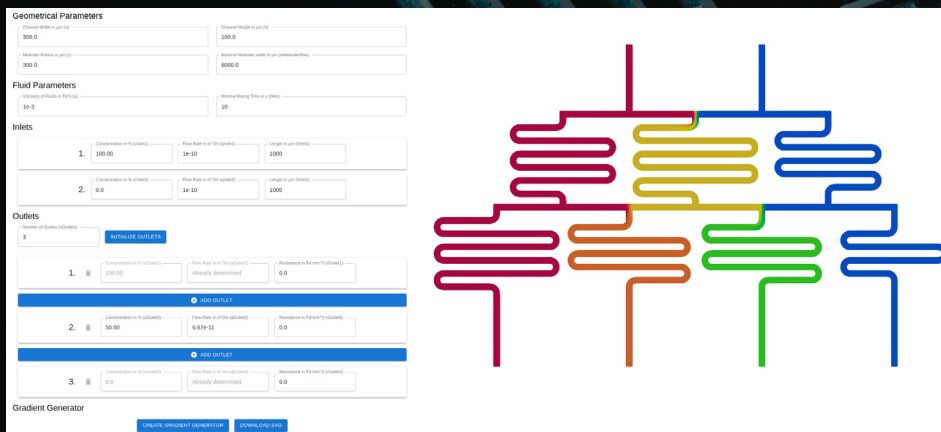 Geometrical Parameters
Channel Width in μm (w)
300.0
Channel Height in μm (h)
100.0
Meander Radius in μm (r)
300.0
Maximal Meander width in μm (wMeanderMax)
6000.0
Fluid Parameters
Viscosity of Fluids in Pa*s (μ)
1e-3
Minimal Mixing Time in s (tMin)
10
Inlets
1.
Concentration in % (cInlet1)
100.00
Flow Rate in m^3/s (qInlet1)
1e-10
Length in μm (lInlet1)
1000
2.
Concentration in % (cInlet2)
0.0
Flow Rate in m^3/s (qInlet2)
1e-10
Length in μm (lInlet2)
1000
Outlets
Number of Outlets (nOutlets)
3
INITIALIZE OUTLETS
1.
Concentration in % (cOutlet1)
100.00
Flow Rate in m^3/s (qOutlet1)
Already determined
Resistance in Pa*s/m^3 (rOutlet1)
0.0
ADD OUTLET
2.
Concentration in % (cOutlet2)
50.00
Flow Rate in m^3/s (qOutlet2)
6.67e-11
Resistance in Pa*s/m^3 (rOutlet2)
0.0
ADD OUTLET
3.
Concentration in % (cOutlet3)
0.0
Flow Rate in m^3/s (qOutlet3)
Already determined
Resistance in Pa*s/m^3 (rOutlet3)
0.0
Gradient Generator
CREATE GRADIENT GENERATOR
DOWNLOAD SVG